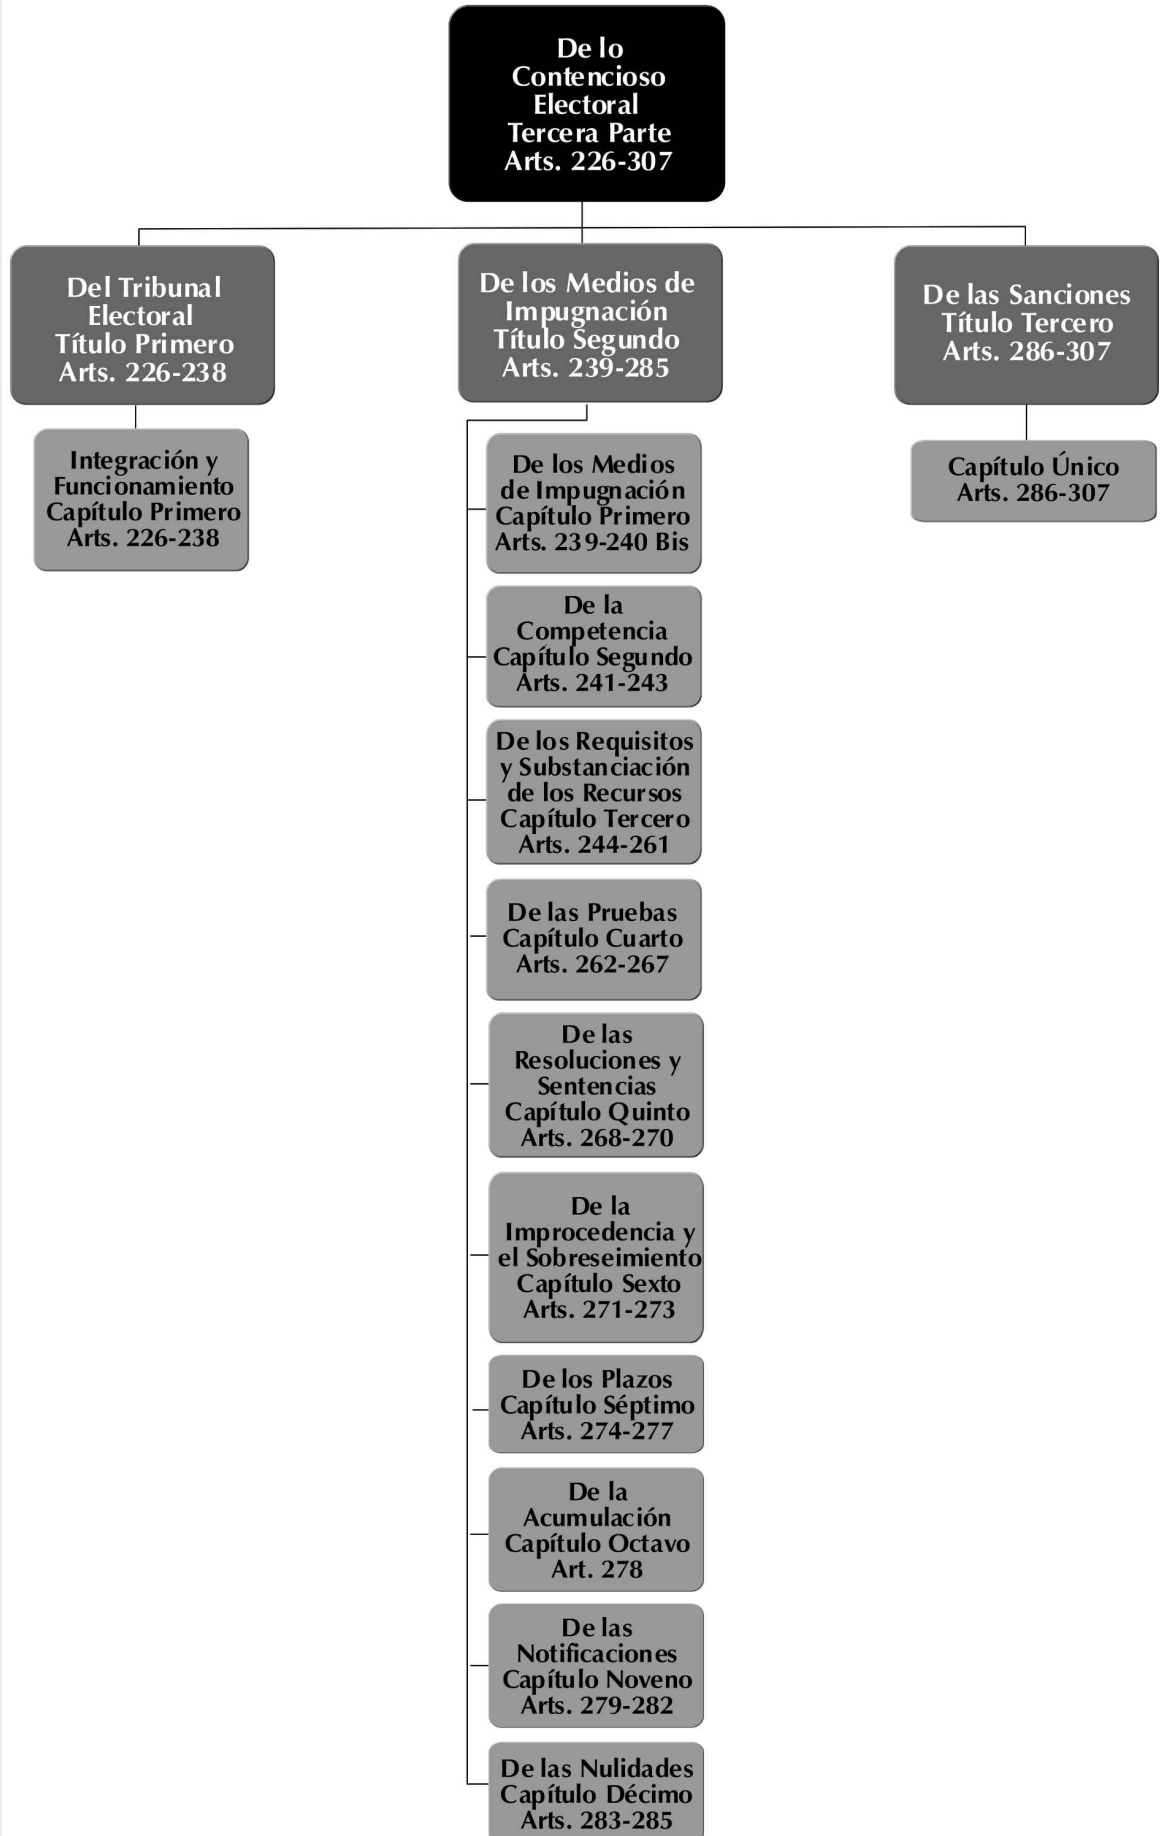 De lo
Contencioso
Electoral
Tercera Parte
Arts. 226-307
Del Tribunal
Electoral
Título Primero
Arts. 226-238
De los Medios de
Impugnación
Título Segundo
Arts. 239-285
De las Sanciones
Título Tercero
Arts. 286-307
Integración y
Funcionamiento
Capítulo Primero
Arts. 226-238
De los Medios
de Impugnación
Capítulo Primero
Arts. 239-240 Bis
Capítulo Único
Arts. 286-307
De la
Competencia
Capítulo Segundo
Arts. 241-243
De los Requisitos
y Substanciación
de los Recursos
Capítulo Tercero
Arts. 244-261
De las Pruebas
Capítulo Cuarto
Arts. 262-267
De las
Resoluciones y
Sentencias
Capítulo Quinto
Arts. 268-270
De la
Improcedencia y
el Sobreseimiento
Capítulo Sexto
Arts. 271-273
De los Plazos
Capítulo Séptimo
Arts. 274-277
De la
Acumulación
Capítulo Octavo
Art. 278
De las
Notificaciones
Capítulo Noveno
Arts. 279-282
De las Nulidades
Capítulo Décimo
Arts. 283-285